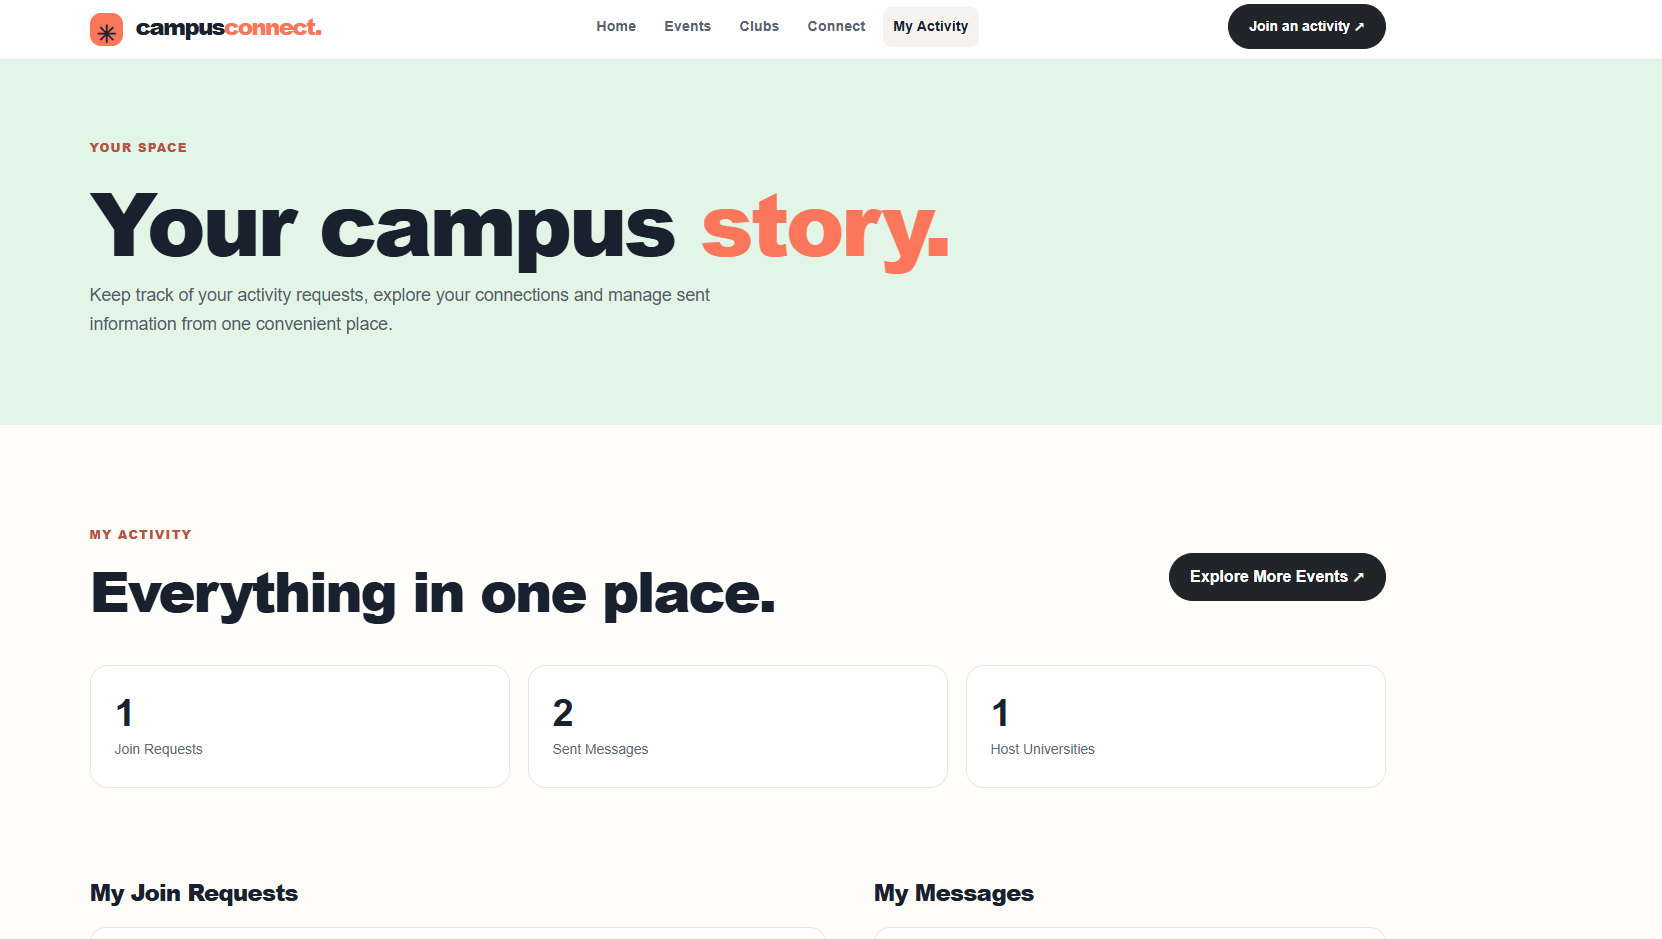 campusconnect.
Home
Events
Clubs
Connect
My Activity
Join an activity ↗
YOUR SPACE
Your campus story.
Keep track of your activity requests, explore your connections and manage sent
information from one convenient place.
MY ACTIVITY
Everything in one place.
Explore More Events ↗
1
Join Requests
2
Sent Messages
1
Host Universities
My Join Requests
My Messages